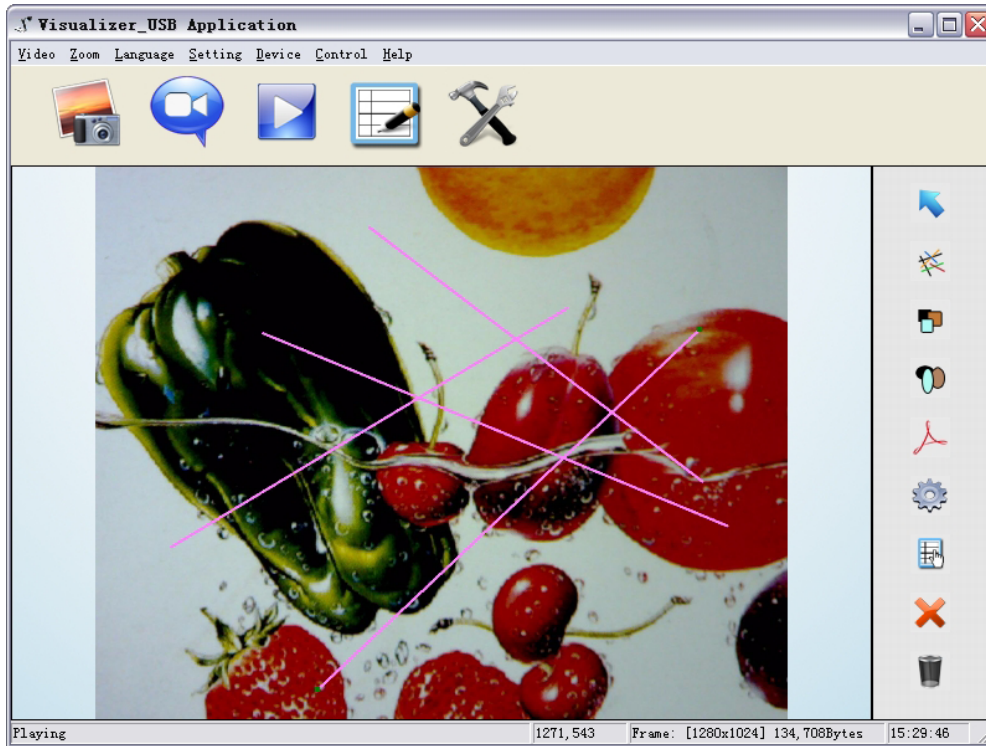 Visualizer_USB Application
Video Zoom Language Setting Device Control Help
Playing 1271,543 Frame: [1280x1024] 134,708Bytes 15:29:46